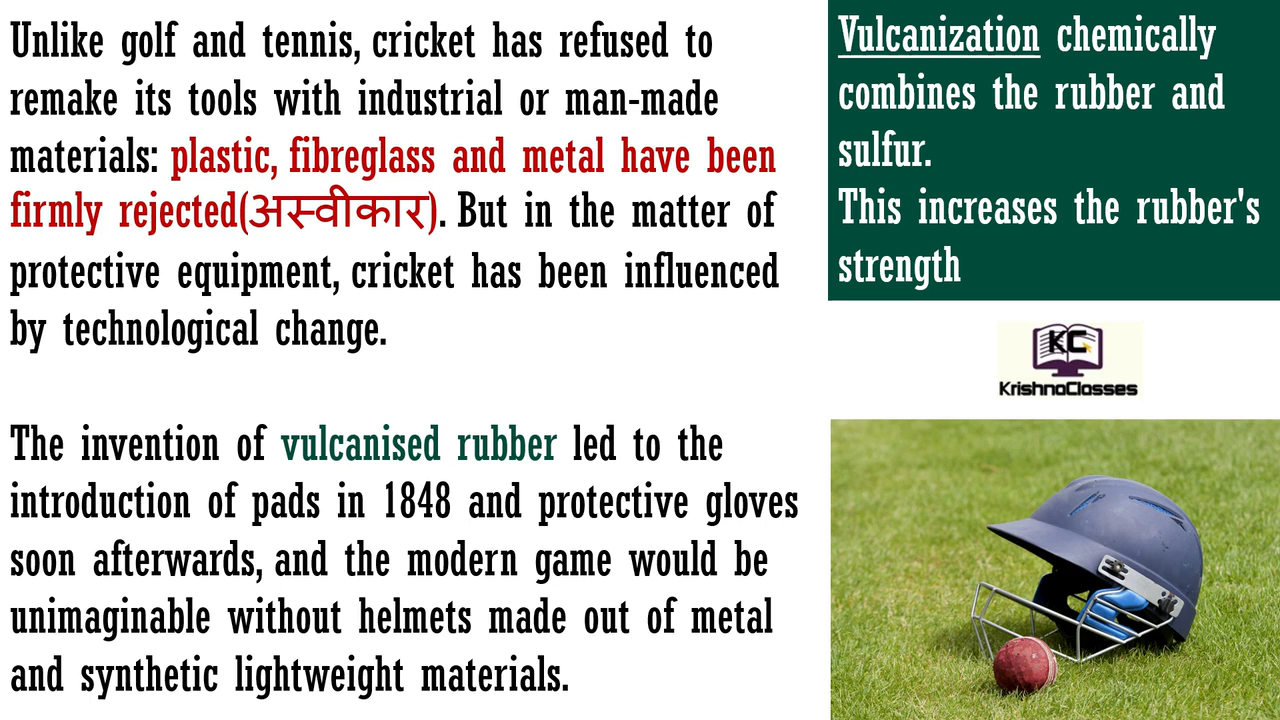 Unlike golf and tennis, cricket has refused to
remake its tools with industrial or man-made
materials: plastic, fibreglass and metal have been
firmly rejected(अस्वीकार). But in the matter of
protective equipment, cricket has been influenced
by technological change.
The invention of vulcanised rubber led to the
introduction of pads in 1848 and protective gloves
soon afterwards, and the modern game would be
unimaginable without helmets made out of metal
and synthetic lightweight materials.
Vulcanization chemically
combines the rubber and
sulfur.
This increases the rubber's
strength
KC
KrishnaClasses